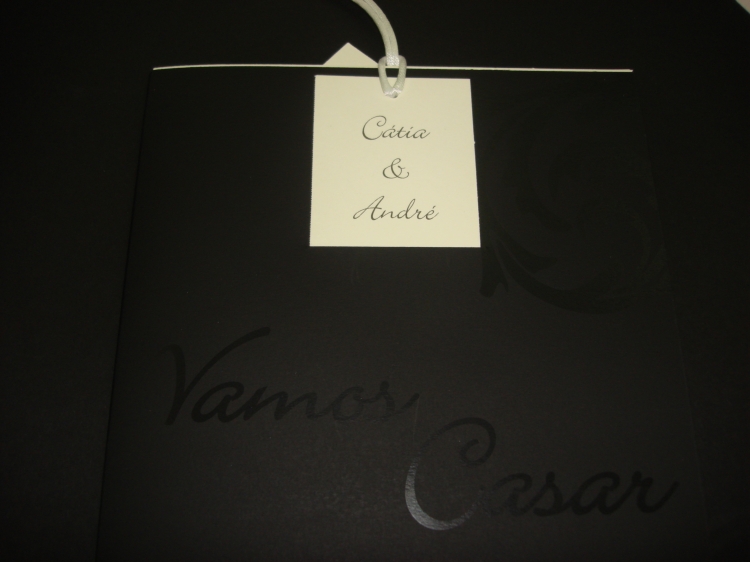 Cátia
&
André
Vamos
Casar